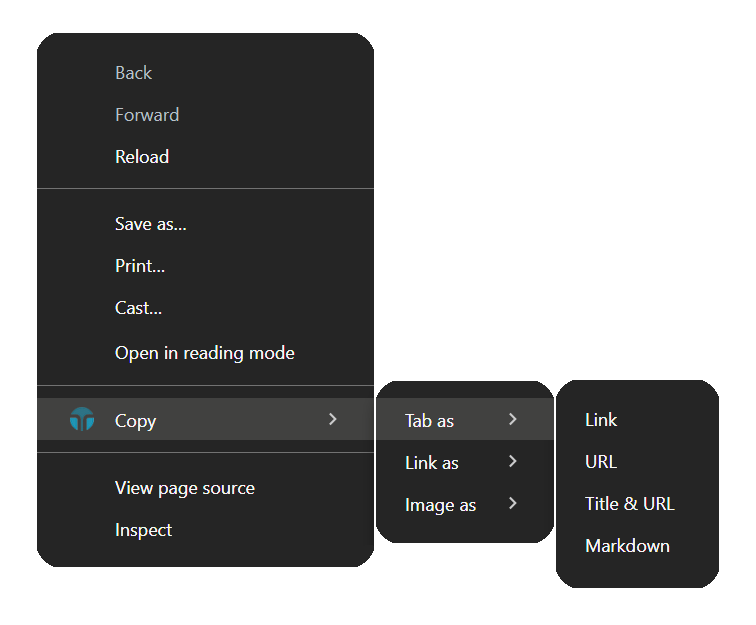 Back
Forward
Reload
Save as...
Print...
Cast...
Open in reading mode
Copy
View page source
Inspect
Tab as
Link as
Image as
Link
URL
Title & URL
Markdown